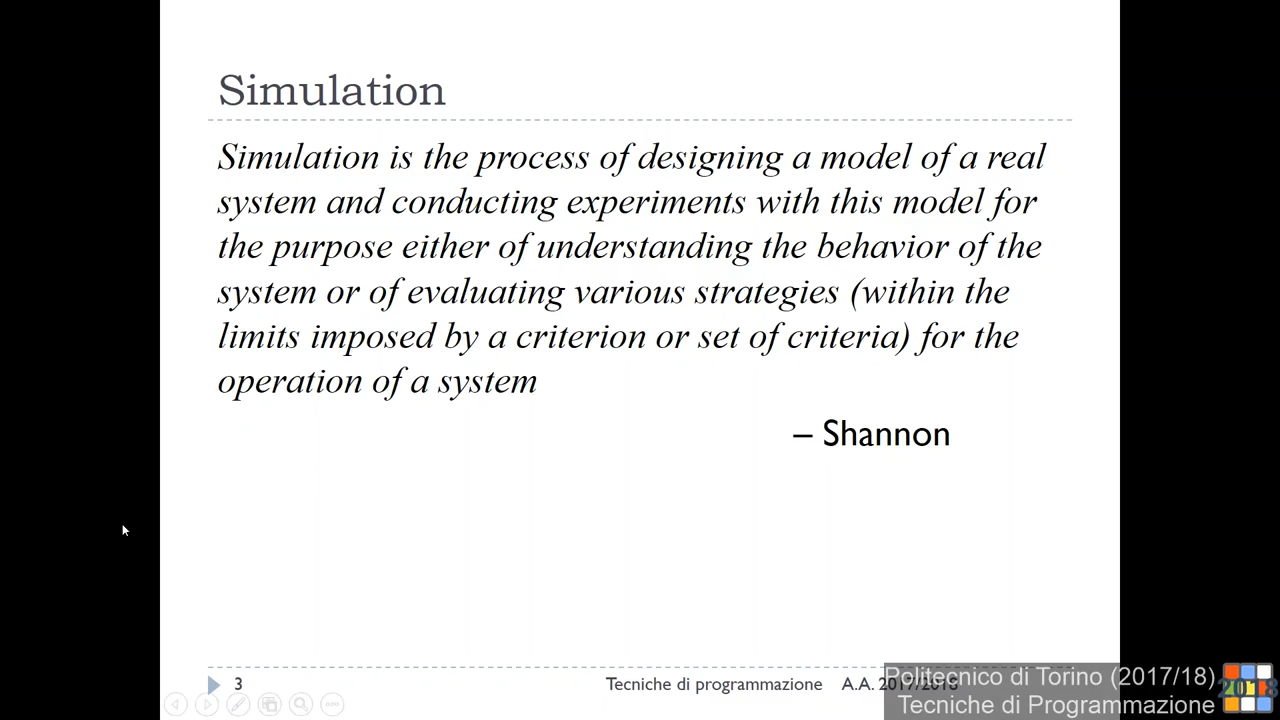 Simulation
Simulation is the process of designing a model of a real
system and conducting experiments with this model for
the purpose either of understanding the behavior of the
system or of evaluating various strategies (within the
limits imposed by a criterion or set of criteria) for the
operation of a system
– Shannon
3
Tecniche di programmazione A.A. 2017/2018
Politecnico di Torino (2017/18)
Tecniche di Programmazione
2018